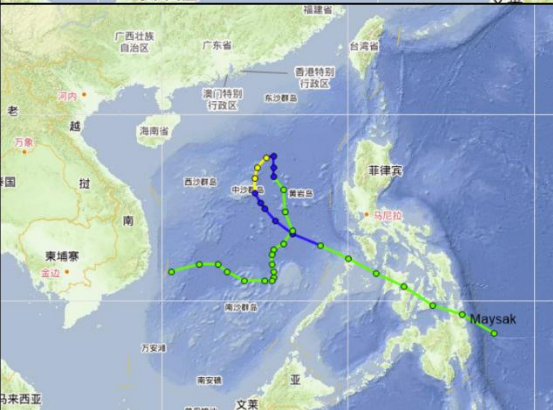 福建省
广西壮族
自治区
广东省
台湾省
香港特别
行政区
澳门特别
行政区
东沙群岛
河内
老
越
海南省
万象
泰国
挝
西沙群岛
中沙群岛
黄岩岛
菲律宾
马尼拉
南
柬埔寨
金边
南沙群岛
Maysak
万安滩
南安礁
亚
马来西亚
文莱